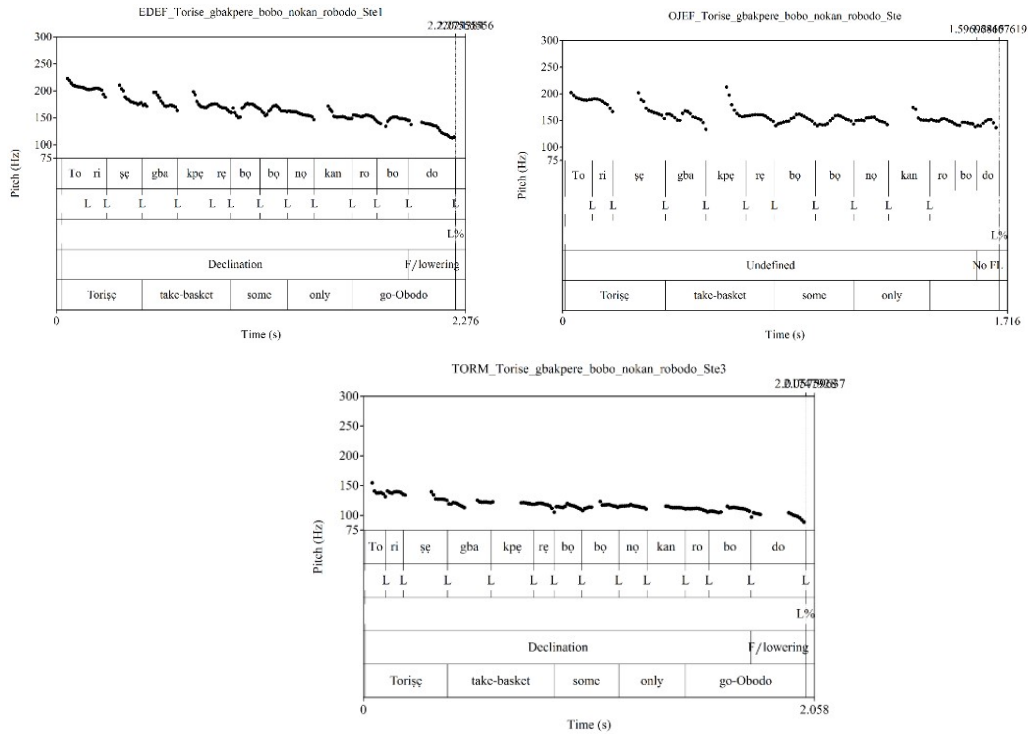 EDEF_Torise_gbakpere_bobo_nokan_robodo_Ste1
300
250
200
150
100
75
Pitch (Hz)
To ri ṣẹ gba kpẹ rẹ bọ bọ nọ kan ro bo do
L L L L L L L L L L L L
L%
Declination F/lowering
Torişẹ take-basket some only go-Obodo
0 2.276
Time (s)
OJEF_Torise_gbakpere_bobo_nokan_robodo_Ste
300
250
200
150
100
75
Pitch (Hz)
To ri ṣẹ gba kpẹ rẹ bọ bọ nọ kan ro bo do
L L L L L L L L L L
L%
Undefined No FL
Torişẹ take-basket some only
0 1.716
Time (s)
TORM_Torise_gbakpere_bobo_nokan_robodo_Ste3
300
250
200
150
100
75
Pitch (Hz)
To ri ṣẹ gba kpẹ rẹ bọ bọ nọ kan ro bo do
L L L L L L L L L L L L L
L%
Declination F/lowering
Torişẹ take-basket some only go-Obodo
0 2.058
Time (s)